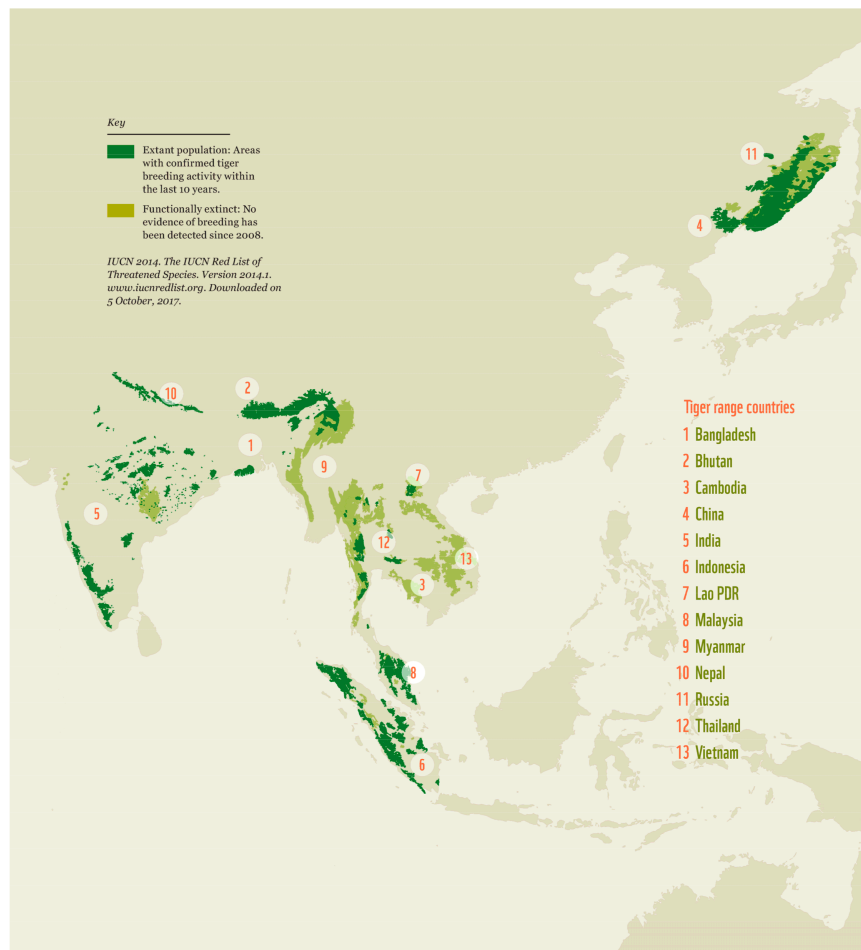 Key
Extant population: Areas
with confirmed tiger
breeding activity within
the last 10 years.
Functionally extinct: No
evidence of breeding has
been detected since 2008.
IUCN 2014. The IUCN Red List of
Threatened Species. Version 2014.1.
www.iucnredlist.org. Downloaded on
5 October, 2017.
11
4
10
2
1
9
7
5
12
13
3
8
6
Tiger range countries
1 Bangladesh
2 Bhutan
3 Cambodia
4 China
5 India
6 Indonesia
7 Lao PDR
8 Malaysia
9 Myanmar
10 Nepal
11 Russia
12 Thailand
13 Vietnam